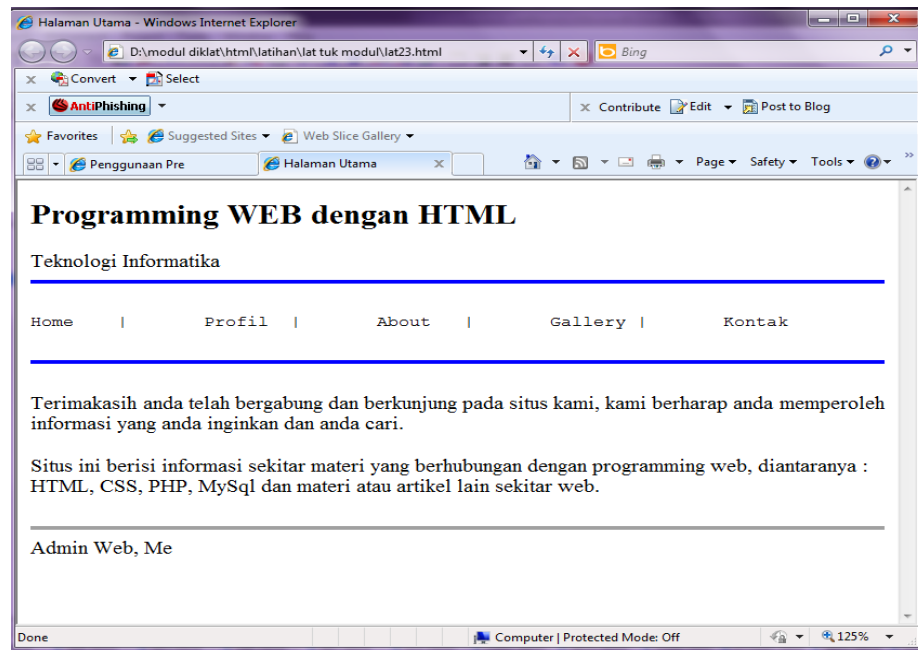 Halaman Utama - Windows Internet Explorer
D:\modul diklat\html\latihan\lat tuk modul\lat23.html Bing
x Convert Select
x AntiPhishing x Contribute Edit Post to Blog
Favorites Suggested Sites Web Slice Gallery
Penggunaan Pre Halaman Utama x Page Safety Tools »
Programming WEB dengan HTML
Teknologi Informatika
Home | Profil | About | Gallery | Kontak
Terimakasih anda telah bergabung dan berkunjung pada situs kami, kami berharap anda memperoleh
informasi yang anda inginkan dan anda cari.
Situs ini berisi informasi sekitar materi yang berhubungan dengan programming web, diantaranya :
HTML, CSS, PHP, MySql dan materi atau artikel lain sekitar web.
Admin Web, Me
Done Computer | Protected Mode: Off 125%